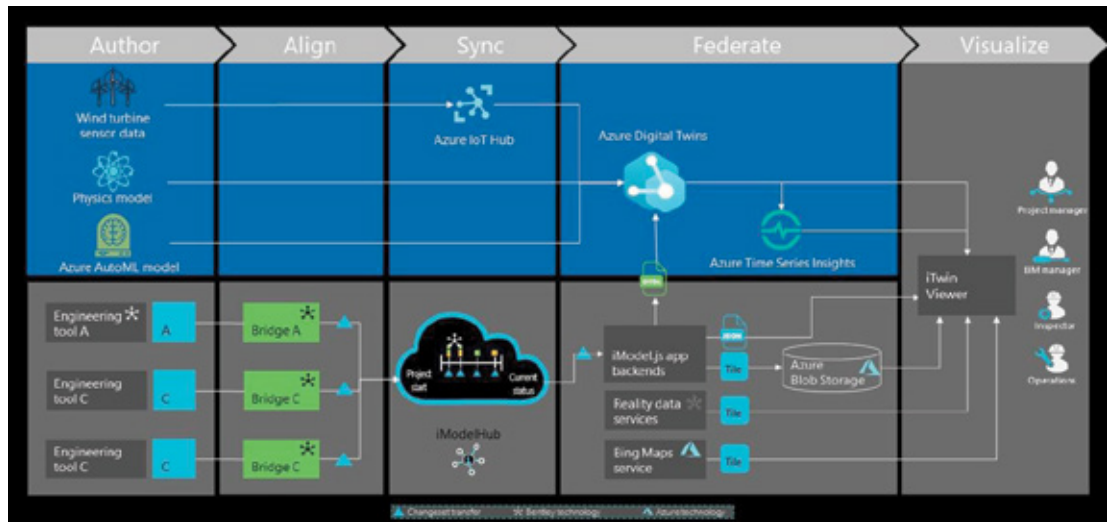 Author
Align
Sync
Federate
Visualize
Wind turbine
sensor data
Azure IoT Hub
Azure Digital Twins
Physics model
Project manager
Azure AutoML model
Azure Time Series Insights
BIM manager
iTwin
Viewer
Engineering
tool A
A
Bridge A
Inspector
JSON
Project
start
Current
status
iModel.js app
backends
Tile
Azure
Blob Storage
Engineering
tool C
C
Bridge C
Operations
Reality data
services
Tile
iModelHub
Engineering
tool C
C
Bridge C
Eing Maps
service
Tile
Changeset transfer
Bentley technology
Azure technology